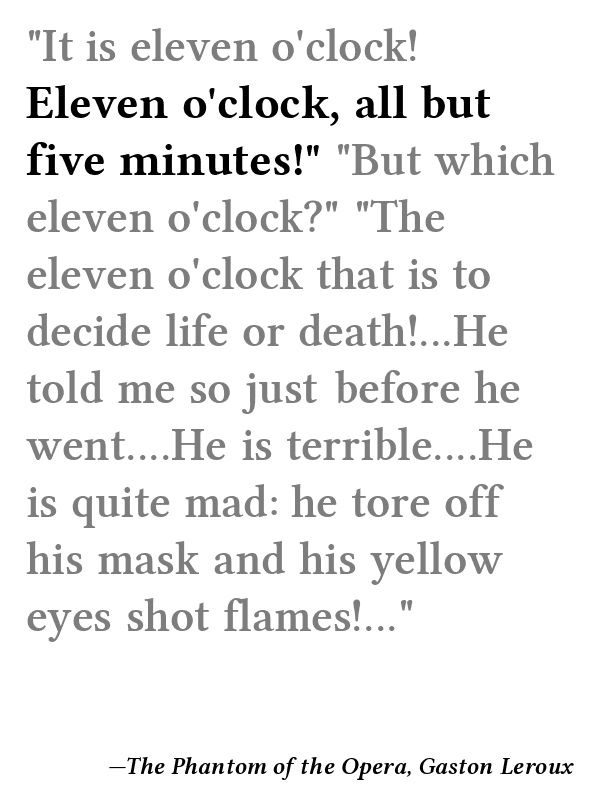 "It is eleven o'clock!
Eleven o'clock, all but
five minutes!" "But which
eleven o'clock?" "The
eleven o'clock that is to
decide life or death!...He
told me so just before he
went....He is terrible....He
is quite mad: he tore off
his mask and his yellow
eyes shot flames!..."
—The Phantom of the Opera, Gaston Leroux